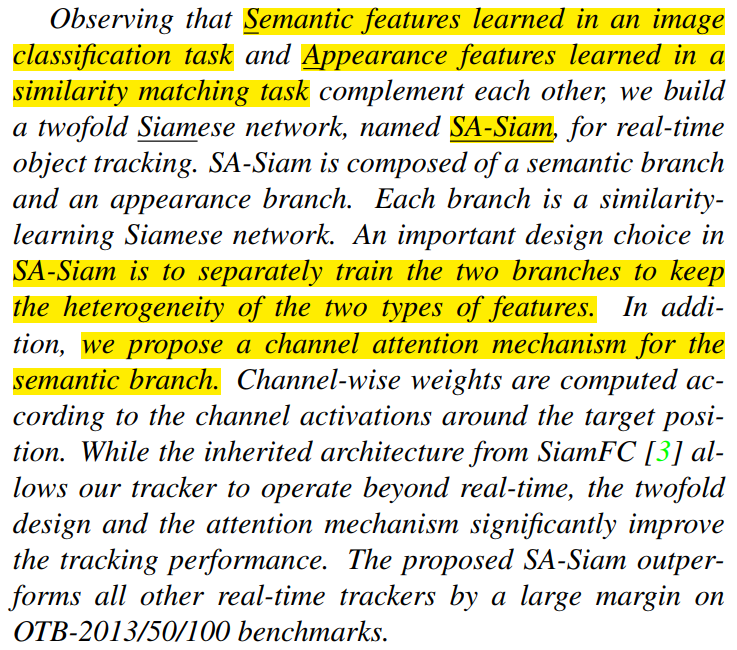 Observing that Semantic features learned in an image
classification task and Appearance features learned in a
similarity matching task complement each other, we build
a twofold Siamese network, named SA-Siam, for real-time
object tracking. SA-Siam is composed of a semantic branch
and an appearance branch. Each branch is a similarity-
learning Siamese network. An important design choice in
SA-Siam is to separately train the two branches to keep
the heterogeneity of the two types of features. In addi-
tion, we propose a channel attention mechanism for the
semantic branch. Channel-wise weights are computed ac-
cording to the channel activations around the target posi-
tion. While the inherited architecture from SiamFC [3] al-
lows our tracker to operate beyond real-time, the twofold
design and the attention mechanism significantly improve
the tracking performance. The proposed SA-Siam outper-
forms all other real-time trackers by a large margin on
OTB-2013/50/100 benchmarks.